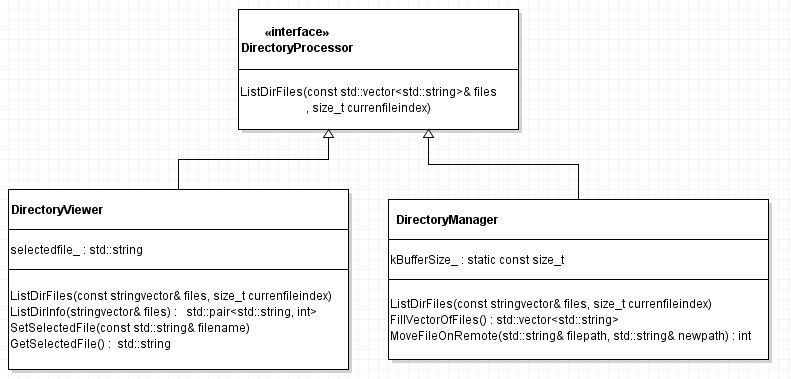 «interface»
DirectoryProcessor
ListDirFiles(const std::vector<std::string>& files
, size_t currenfileindex)
DirectoryViewer
selectedfile_ : std::string
ListDirFiles(const stringvector& files, size_t currenfileindex)
ListDirInfo(stringvector& files) : std::pair<std::string, int>
SetSelectedFile(const std::string& filename)
GetSelectedFile() : std::string
DirectoryManager
kBufferSize_ : static const size_t
ListDirFiles(const stringvector& files, size_t currenfileindex)
FillVectorOfFiles() : std::vector<std::string>
MoveFileOnRemote(std::string& filepath, std::string& newpath) : int